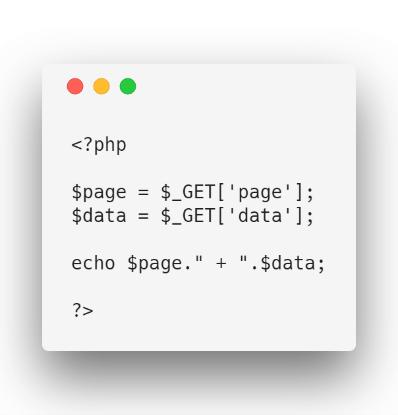 <?php
$page = $_GET['page'];
$data = $_GET['data'];
echo $page." + ".$data;
?>